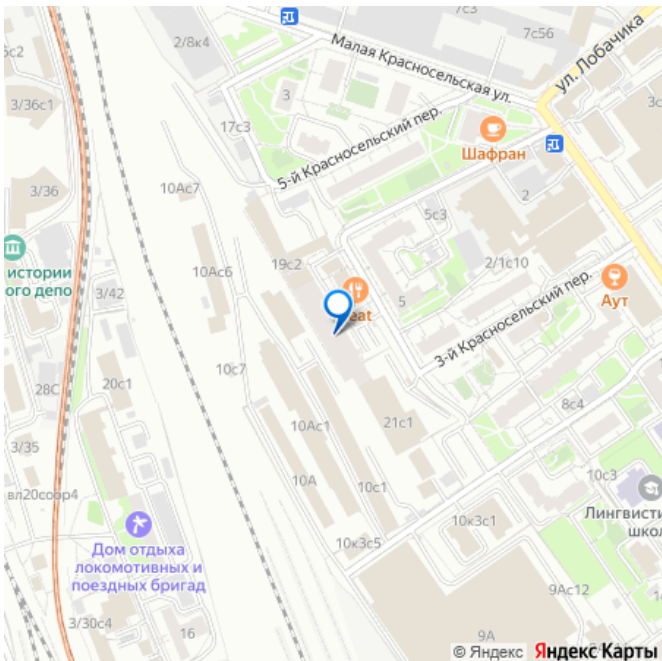 7с3
7с56
2/8к4
5с2
Малая Красносельская ул.
ул. Лобачика
3/36с1
3
17с3
5-й Красносельский пер.
Шафран
3/36
10Ас7
2
5с3
истории
ого депо
10Ас6
19с2
2/1с10
3/42
5
eat
Аут
3-й Красносельский пер.
10с7
28С
20с1
8с4
3/35
10Ас1
21с1
10А
10с1
10с3
вл20соор4
Лингвисти
школ
10к3с1
Дом отдыха
локомотивных и
поездных бригад
10к3с5
9Ас12
3/30с4
16
9А
© Яндекс
Яндекс Карты